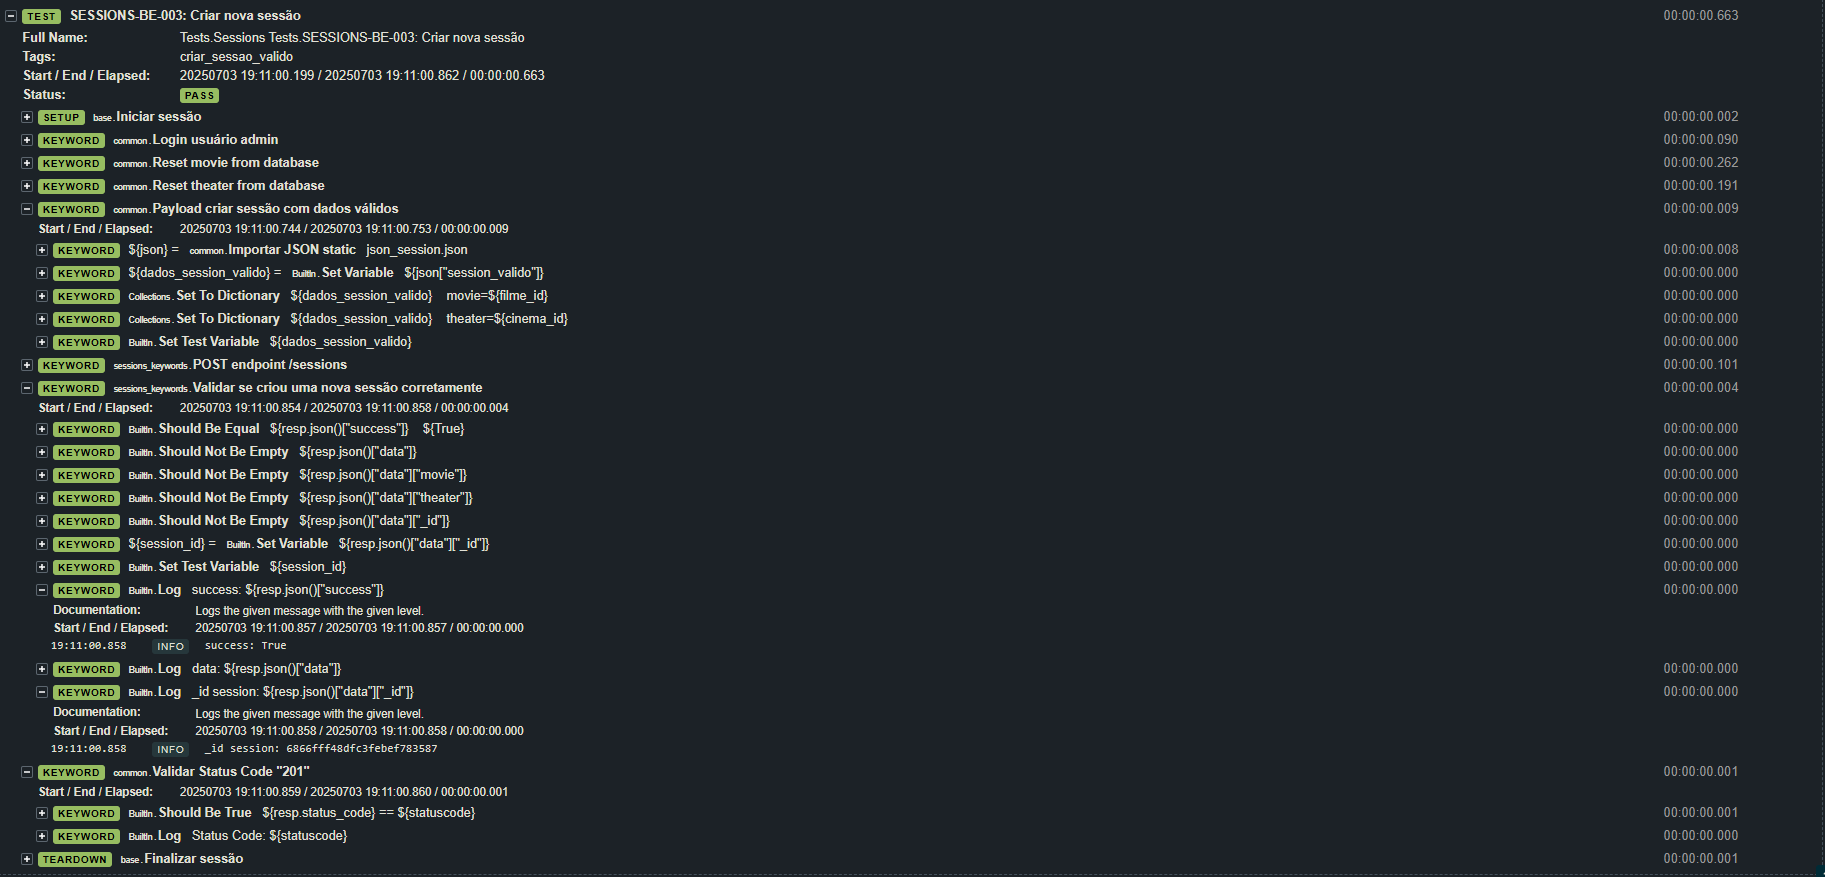 TEST SESSIONS-BE-003: Criar nova sessão 00:00:00.663
Full Name: Tests.Sessions Tests.SESSIONS-BE-003: Criar nova sessão
Tags: criar_sessao_valido
Start / End / Elapsed: 20250703 19:11:00.199 / 20250703 19:11:00.862 / 00:00:00.663
Status: PASS
SETUP base.Iniciar sessão 00:00:00.002
KEYWORD common.Login usuário admin 00:00:00.090
KEYWORD common.Reset movie from database 00:00:00.262
KEYWORD common.Reset theater from database 00:00:00.191
KEYWORD common.Payload criar sessão com dados válidos 00:00:00.009
Start / End / Elapsed: 20250703 19:11:00.744 / 20250703 19:11:00.753 / 00:00:00.009
KEYWORD ${json} = common.Importar JSON static json_session.json 00:00:00.008
KEYWORD ${dados_session_valido} = BuiltIn.Set Variable ${json["session_valido"]} 00:00:00.000
KEYWORD Collections.Set To Dictionary ${dados_session_valido} movie=${filme_id} 00:00:00.000
KEYWORD Collections.Set To Dictionary ${dados_session_valido} theater=${cinema_id} 00:00:00.000
KEYWORD BuiltIn.Set Test Variable ${dados_session_valido} 00:00:00.000
KEYWORD sessions_keywords.POST endpoint /sessions 00:00:00.101
KEYWORD sessions_keywords.Validar se criou uma nova sessão corretamente 00:00:00.004
Start / End / Elapsed: 20250703 19:11:00.854 / 20250703 19:11:00.858 / 00:00:00.004
KEYWORD BuiltIn.Should Be Equal ${resp.json()["success"]} ${True} 00:00:00.000
KEYWORD BuiltIn.Should Not Be Empty ${resp.json()["data"]} 00:00:00.000
KEYWORD BuiltIn.Should Not Be Empty ${resp.json()["data"]["movie"]} 00:00:00.000
KEYWORD BuiltIn.Should Not Be Empty ${resp.json()["data"]["theater"]} 00:00:00.000
KEYWORD BuiltIn.Should Not Be Empty ${resp.json()["data"]["_id"]} 00:00:00.000
KEYWORD ${session_id} = BuiltIn.Set Variable ${resp.json()["data"]["_id"]} 00:00:00.000
KEYWORD BuiltIn.Set Test Variable ${session_id} 00:00:00.000
KEYWORD BuiltIn.Log success: ${resp.json()["success"]} 00:00:00.000
Documentation: Logs the given message with the given level.
Start / End / Elapsed: 20250703 19:11:00.857 / 20250703 19:11:00.857 / 00:00:00.000
19:11:00.858 INFO success: True
KEYWORD BuiltIn.Log data: ${resp.json()["data"]} 00:00:00.000
KEYWORD BuiltIn.Log _id session: ${resp.json()["data"]["_id"]} 00:00:00.000
Documentation: Logs the given message with the given level.
Start / End / Elapsed: 20250703 19:11:00.858 / 20250703 19:11:00.858 / 00:00:00.000
19:11:00.858 INFO _id session: 6866fff48dfc3febef783587
KEYWORD common.Validar Status Code "201" 00:00:00.001
Start / End / Elapsed: 20250703 19:11:00.859 / 20250703 19:11:00.860 / 00:00:00.001
KEYWORD BuiltIn.Should Be True ${resp.status_code} == ${statuscode} 00:00:00.001
KEYWORD BuiltIn.Log Status Code: ${statuscode} 00:00:00.000
TEARDOWN base.Finalizar sessão 00:00:00.001